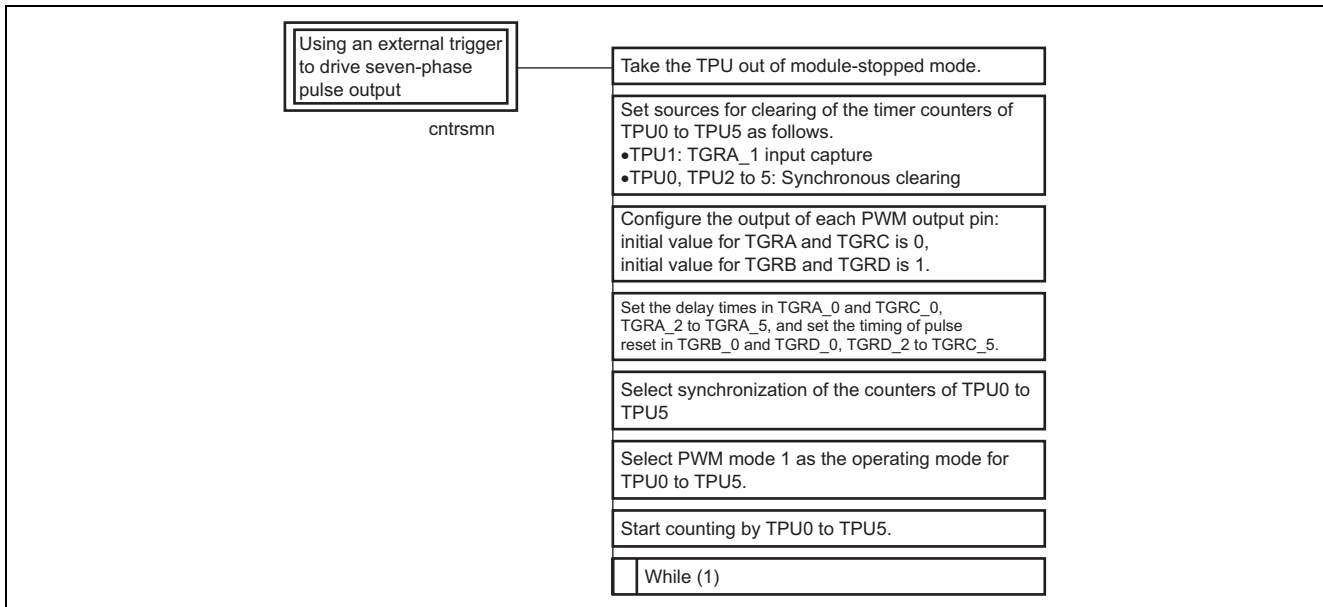 Using an external trigger
to drive seven-phase
pulse output
cntrsmn
Take the TPU out of module-stopped mode.
Set sources for clearing of the timer counters of
TPU0 to TPU5 as follows.
•TPU1: TGRA_1 input capture
•TPU0, TPU2 to 5: Synchronous clearing
Configure the output of each PWM output pin:
initial value for TGRA and TGRC is 0,
initial value for TGRB and TGRD is 1.
Set the delay times in TGRA_0 and TGRC_0,
TGRA_2 to TGRA_5, and set the timing of pulse
reset in TGRB_0 and TGRD_0, TGRD_2 to TGRC_5.
Select synchronization of the counters of TPU0 to
TPU5
Select PWM mode 1 as the operating mode for
TPU0 to TPU5.
Start counting by TPU0 to TPU5.
While (1)